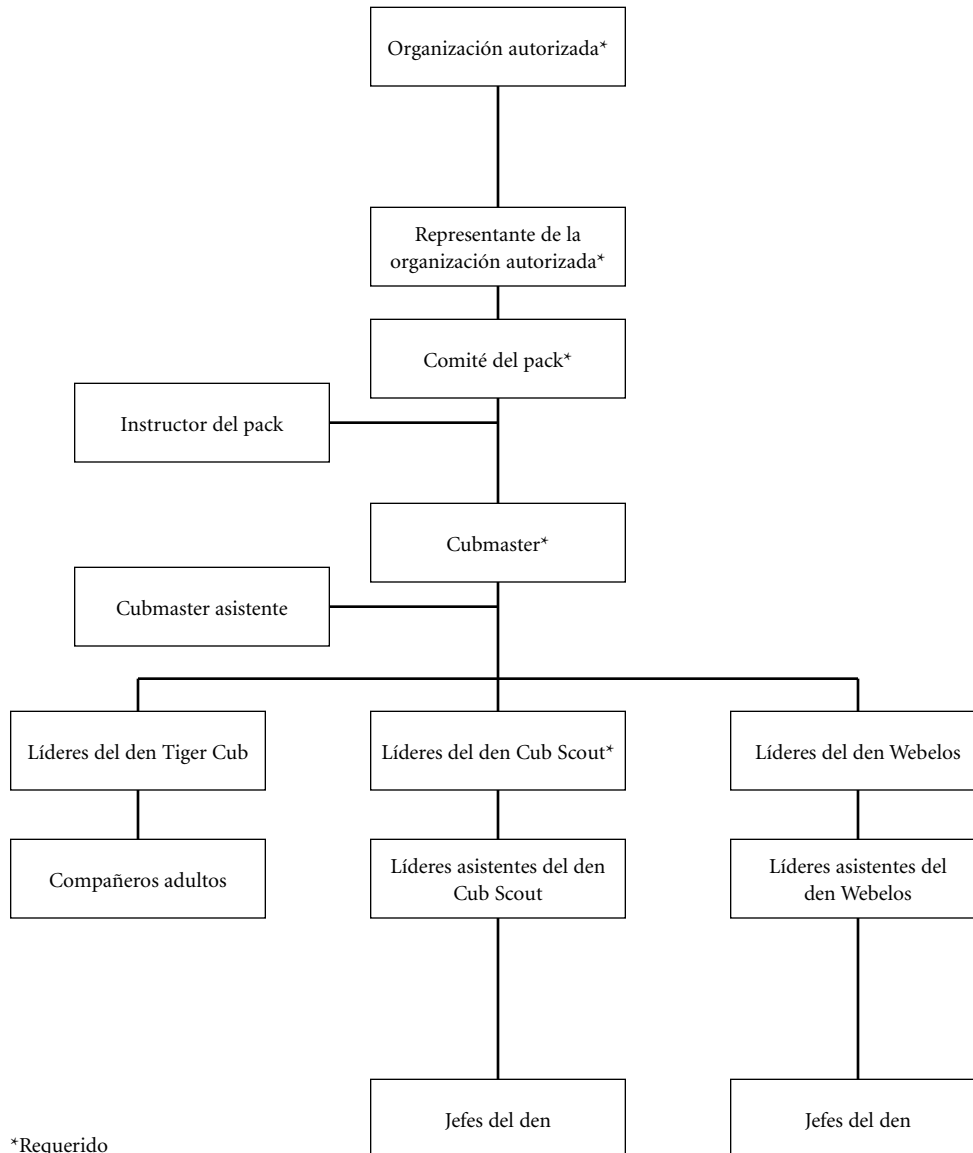 Organización autorizada*
Representante de la
organización autorizada*
Comité del pack*
Instructor del pack
Cubmaster*
Cubmaster asistente
Líderes del den Tiger Cub
Líderes del den Cub Scout*
Líderes del den Webelos
Compañeros adultos
Líderes asistentes del den
Cub Scout
Líderes asistentes del
den Webelos
Jefes del den
Jefes del den
*Requerido